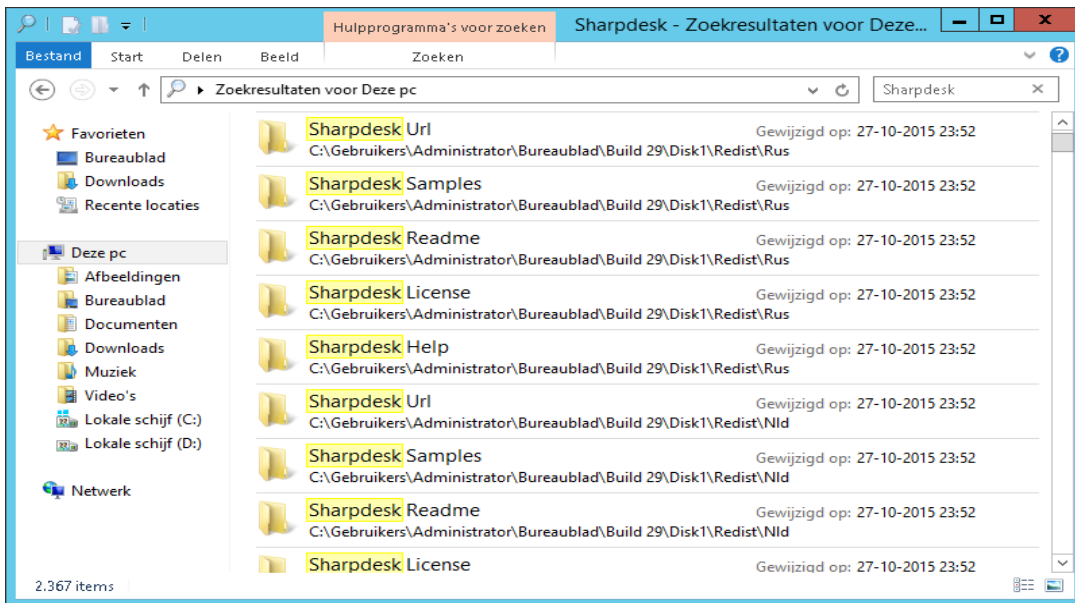 Hulpprogramma's voor zoeken
Sharpdesk - Zoekresultaten voor Deze...
Bestand Start Delen Beeld Zoeken
Zoekresultaten voor Deze pc
Sharpdesk
Favorieten
Bureaublad
Downloads
Recente locaties
Deze pc
Afbeeldingen
Bureaublad
Documenten
Downloads
Muziek
Video's
Lokale schijf (C:)
Lokale schijf (D:)
Netwerk
Sharpdesk Url Gewijzigd op: 27-10-2015 23:52
C:\Gebruikers\Administrator\Bureaublad\Build 29\Disk1\Redist\Rus
Sharpdesk Samples Gewijzigd op: 27-10-2015 23:52
C:\Gebruikers\Administrator\Bureaublad\Build 29\Disk1\Redist\Rus
Sharpdesk Readme Gewijzigd op: 27-10-2015 23:52
C:\Gebruikers\Administrator\Bureaublad\Build 29\Disk1\Redist\Rus
Sharpdesk License Gewijzigd op: 27-10-2015 23:52
C:\Gebruikers\Administrator\Bureaublad\Build 29\Disk1\Redist\Rus
Sharpdesk Help Gewijzigd op: 27-10-2015 23:52
C:\Gebruikers\Administrator\Bureaublad\Build 29\Disk1\Redist\Rus
Sharpdesk Url Gewijzigd op: 27-10-2015 23:52
C:\Gebruikers\Administrator\Bureaublad\Build 29\Disk1\Redist\Nld
Sharpdesk Samples Gewijzigd op: 27-10-2015 23:52
C:\Gebruikers\Administrator\Bureaublad\Build 29\Disk1\Redist\Nld
Sharpdesk Readme Gewijzigd op: 27-10-2015 23:52
C:\Gebruikers\Administrator\Bureaublad\Build 29\Disk1\Redist\Nld
Sharpdesk License Gewijzigd op: 27-10-2015 23:52
2.367 items